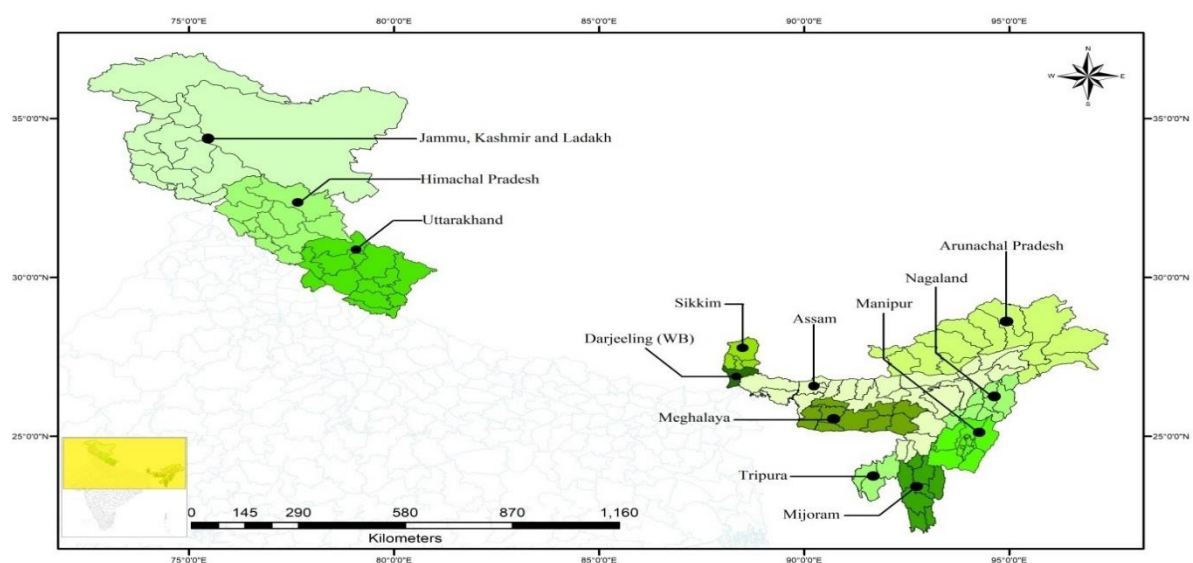 75°0'0"E 80°0'0"E 85°0'0"E 90°0'0"E 95°0'0"E
N
W E
S
35°0'0"N 35°0'0"N
Jammu, Kashmir and Ladakh
Himachal Pradesh
Uttarakhand
Arunachal Pradesh
30°0'0"N 30°0'0"N
Nagaland
Sikkim
Manipur
Assam
Darjeeling (WB)
Meghalaya
25°0'0"N 25°0'0"N
Tripura
Mijoram
0 145 290 580 870 1,160
Kilometers
75°0'0"E 80°0'0"E 85°0'0"E 90°0'0"E 95°0'0"E